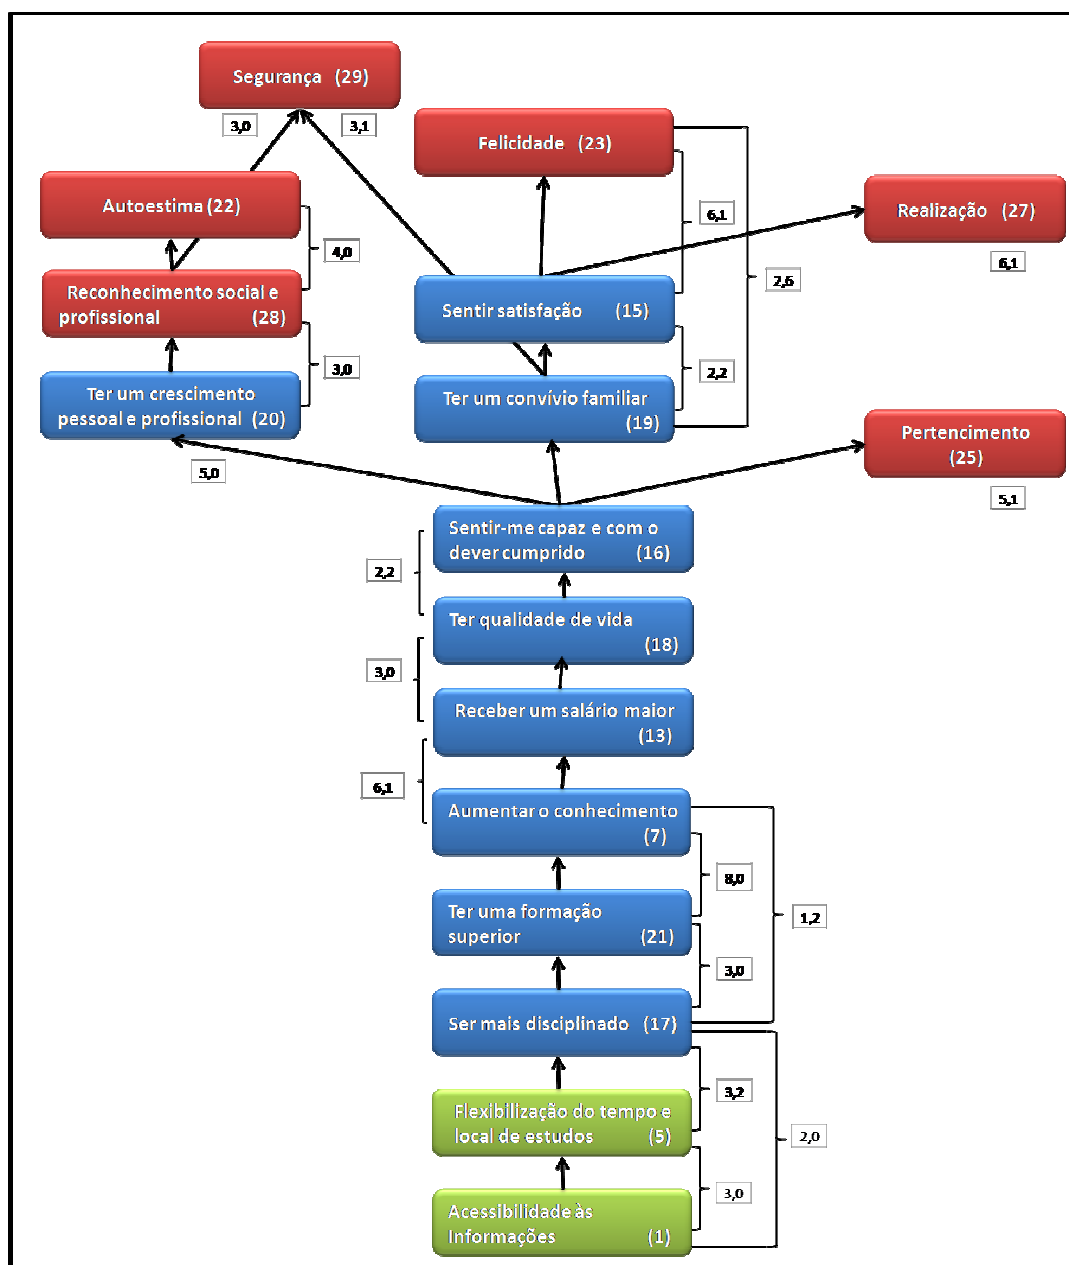 Segurança (29)
3,0
3,1
Felicidade (23)
Autoestima (22)
6,1
Realização (27)
4,0
6,1
2,6
Reconhecimento social e
profissional (28)
Sentir satisfação (15)
3,0
2,2
Ter um crescimento
pessoal e profissional (20)
Ter um convívio familiar
(19)
Pertencimento
(25)
5,0
5,1
Sentir-me capaz e com o
dever cumprido (16)
2,2
Ter qualidade de vida
(18)
3,0
Receber um salário maior
(13)
6,1
Aumentar o conhecimento
(7)
8,0
1,2
Ter uma formação
superior (21)
3,0
Ser mais disciplinado (17)
3,2
Flexibilização do tempo e
local de estudos (5)
2,0
3,0
Acessibilidade às
Informações (1)